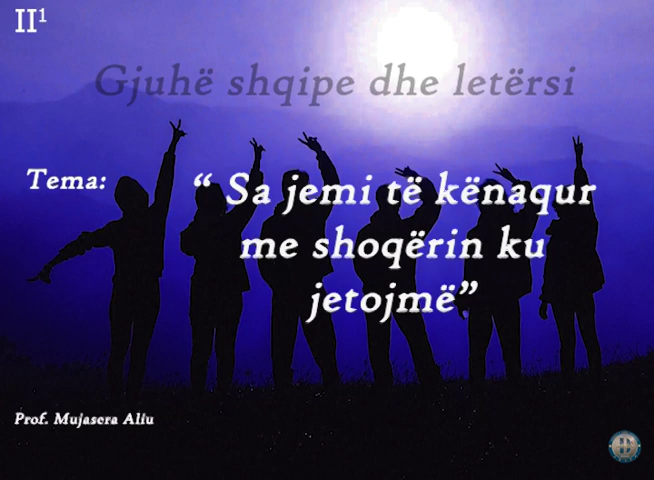 II¹
Gjuhë shqipe dhe letërsi
Tema:
“ Sa jemi të kënaqur
me shoqërin ku
jetojmë”
Prof. Mujasera Aliu